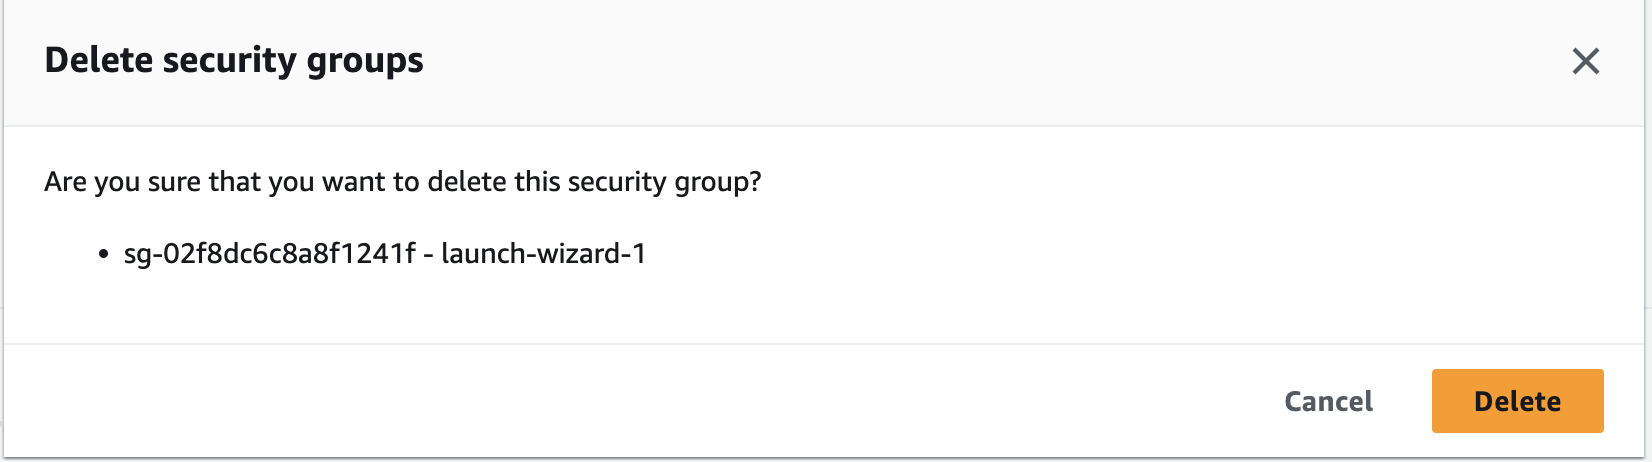 Delete security groups
Are you sure that you want to delete this security group?
• sg-02f8dc6c8a8f1241f - launch-wizard-1
Cancel Delete